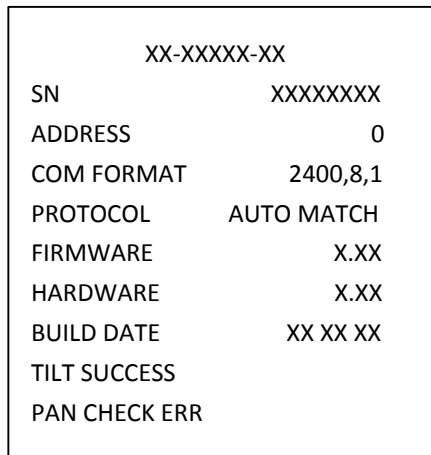 XX-XXXXX-XX
SN XXXXXXXX
ADDRESS 0
COM FORMAT 2400,8,1
PROTOCOL AUTO MATCH
FIRMWARE X.XX
HARDWARE X.XX
BUILD DATE XX XX XX
TILT SUCCESS
PAN CHECK ERR